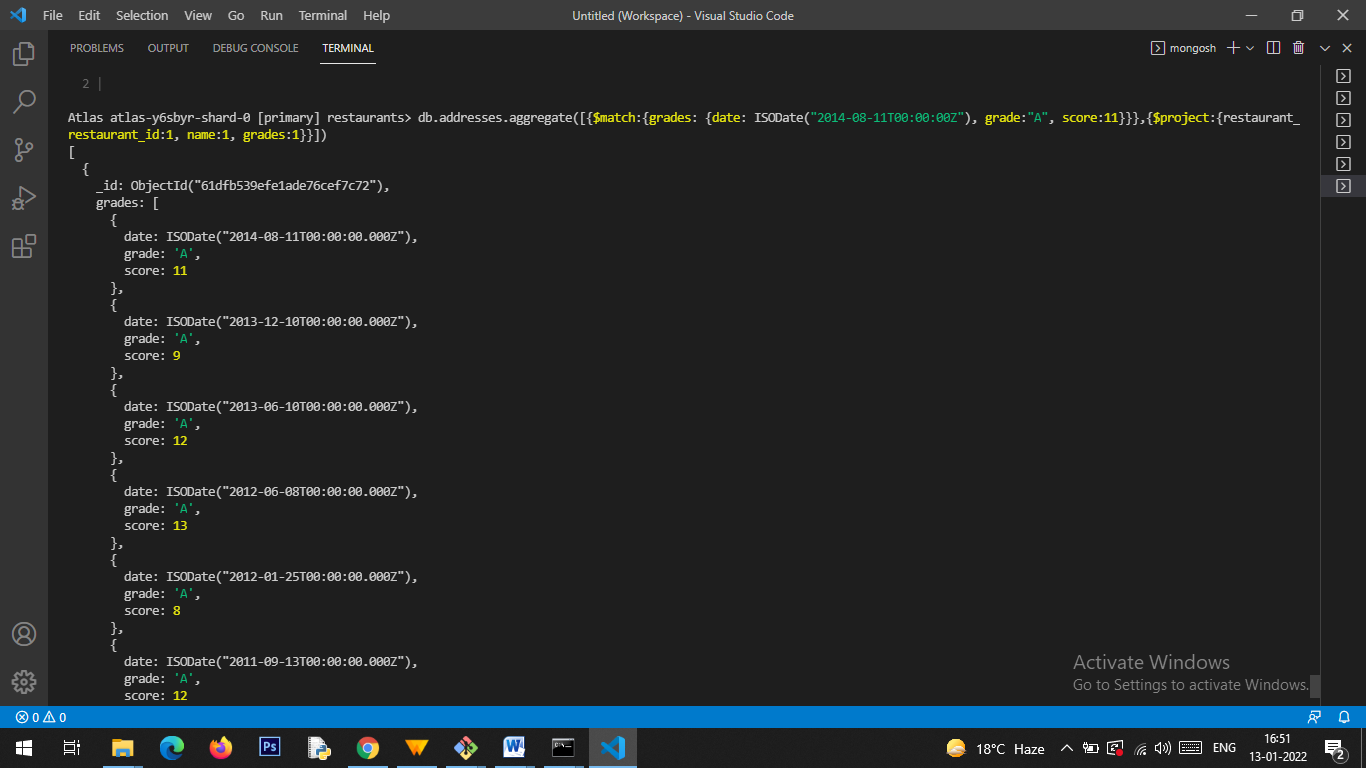 File Edit Selection View Go Run Terminal Help Untitled (Workspace) - Visual Studio Code
PROBLEMS OUTPUT DEBUG CONSOLE TERMINAL mongosh
2
Atlas atlas-y6sbyr-shard-0 [primary] restaurants> db.addresses.aggregate([{$match:{grades: {date: ISODate("2014-08-11T00:00:00Z"), grade:"A", score:11}}},{$project:{restaurant_
restaurant_id:1, name:1, grades:1}}])
[
{
_id: ObjectId("61dfb539efe1ade76cef7c72"),
grades: [
{
date: ISODate("2014-08-11T00:00:00.000Z"),
grade: 'A',
score: 11
},
{
date: ISODate("2013-12-10T00:00:00.000Z"),
grade: 'A',
score: 9
},
{
date: ISODate("2013-06-10T00:00:00.000Z"),
grade: 'A',
score: 12
},
{
date: ISODate("2012-06-08T00:00:00.000Z"),
grade: 'A',
score: 13
},
{
date: ISODate("2012-01-25T00:00:00.000Z"),
grade: 'A',
score: 8
},
{
date: ISODate("2011-09-13T00:00:00.000Z"),
grade: 'A',
score: 12
Activate Windows
Go to Settings to activate Windows.
0 0
Ps W 18°C Haze ENG 16:51
13-01-2022 2